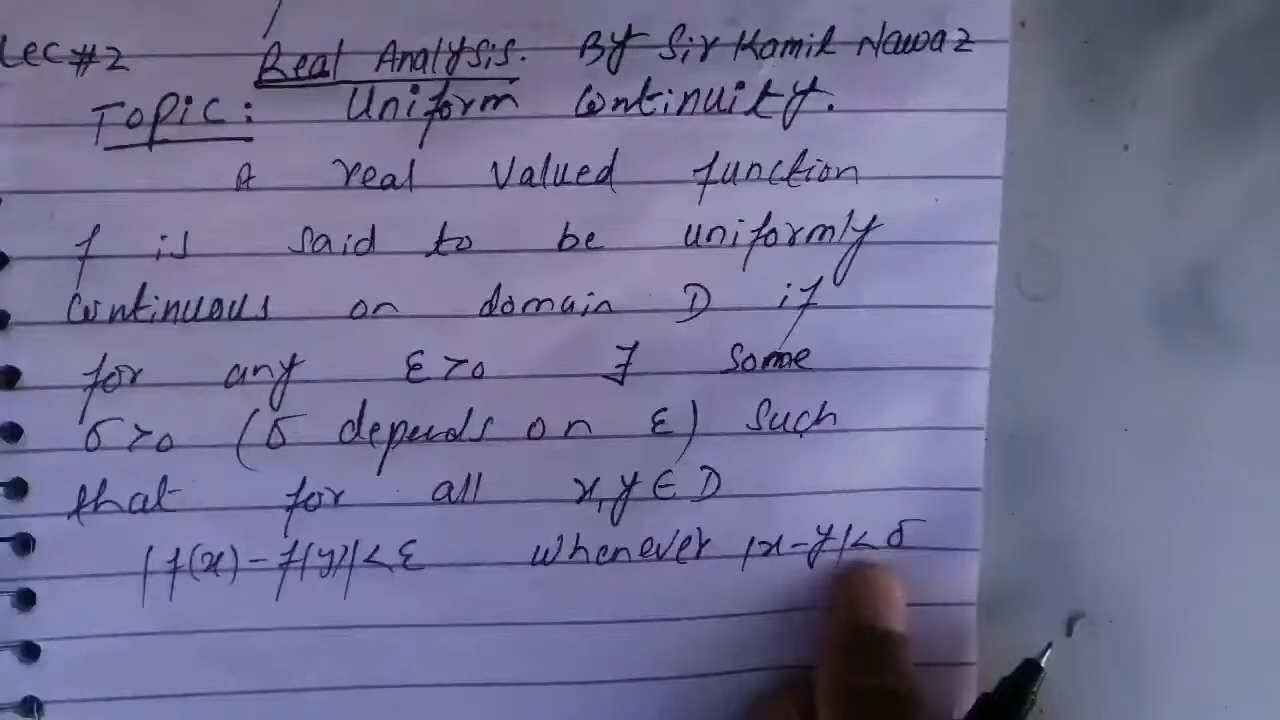 Lec#2 Real Analysis. By Sir Kamil Nawaz
Topic: Uniform Continuity.
A real valued function
f is said to be uniformly
continuous on domain D if
for any ε>0 ∃ some
δ>0 (δ depends on ε) such
that for all x,y∈D
|f(x)-f(y)|<ε whenever |x-y|<δ